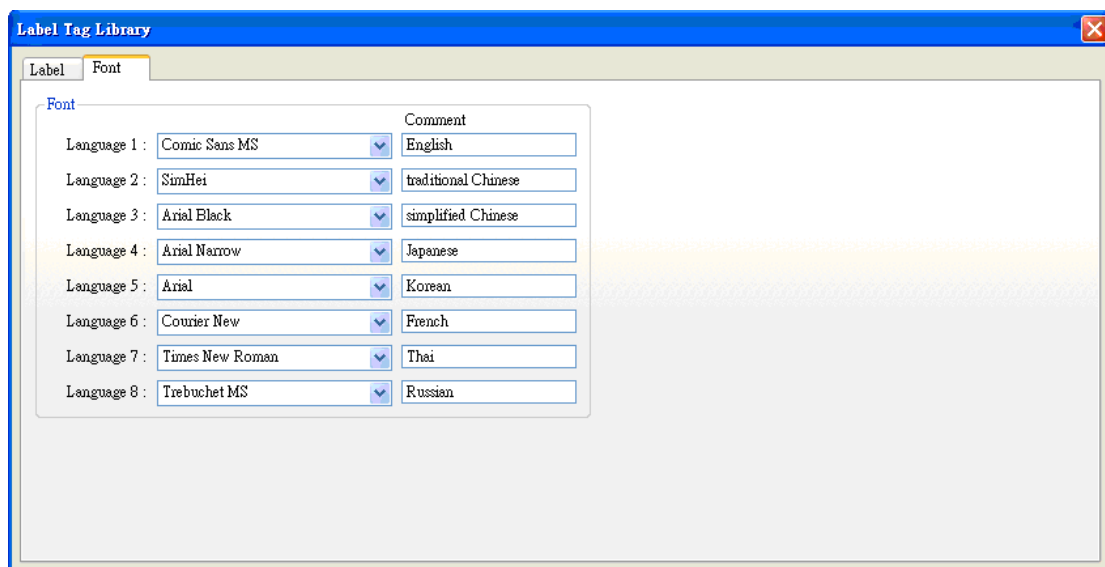 Label Tag Library
Label Font
Font
Comment
Language 1 : Comic Sans MS English
Language 2 : SimHei traditional Chinese
Language 3 : Arial Black simplified Chinese
Language 4 : Arial Narrow Japanese
Language 5 : Arial Korean
Language 6 : Courier New French
Language 7 : Times New Roman Thai
Language 8 : Trebuchet MS Russian